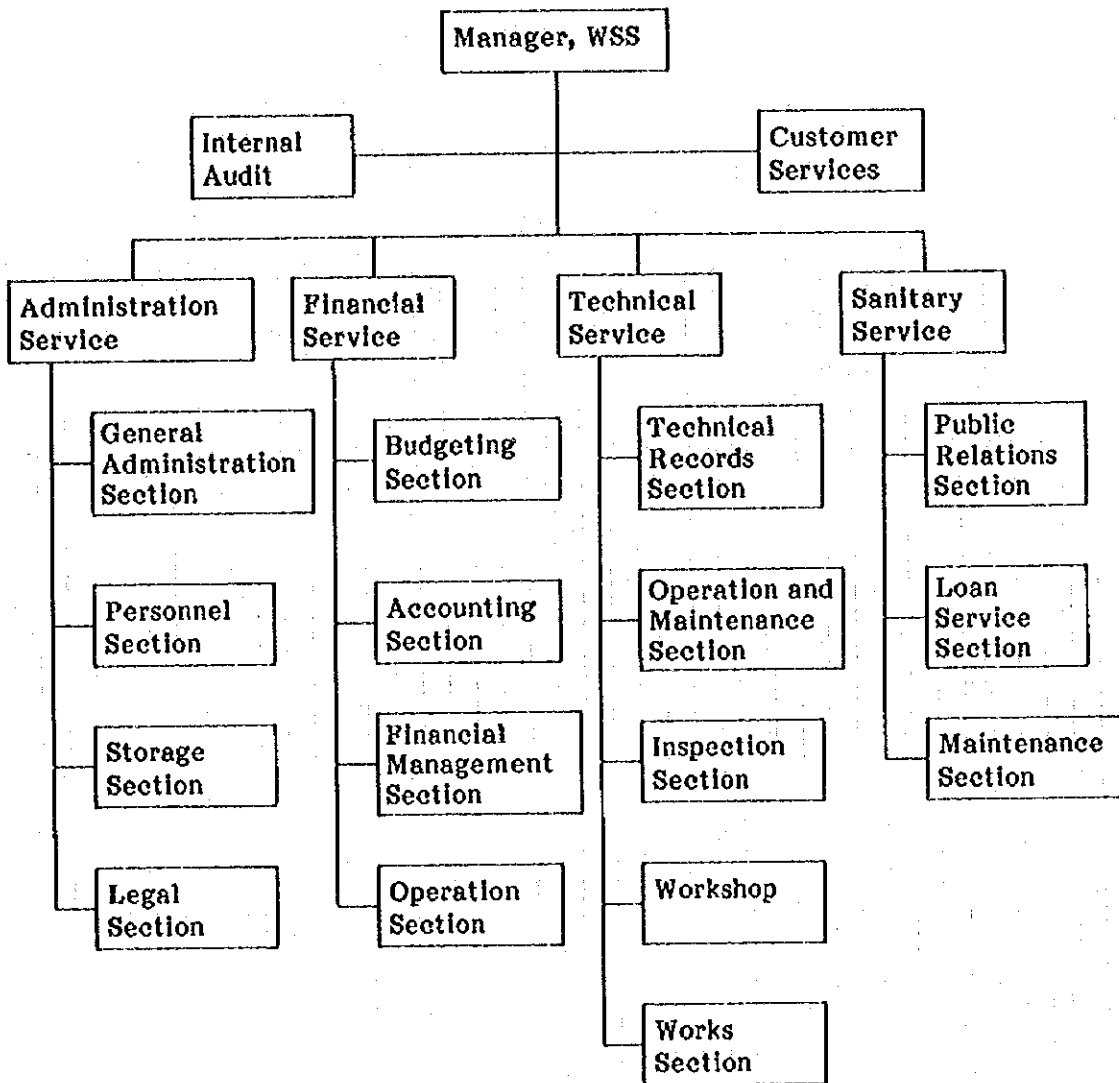 Manager, WSS
Internal
Audit
Customer
Services
Administration
Service
Financial
Service
Technical
Service
Sanitary
Service
General
Administration
Section
Personnel
Section
Storage
Section
Legal
Section
Budgeting
Section
Accounting
Section
Financial
Management
Section
Operation
Section
Technical
Records
Section
Operation and
Maintenance
Section
Inspection
Section
Workshop
Works
Section
Public
Relations
Section
Loan
Service
Section
Maintenance
Section